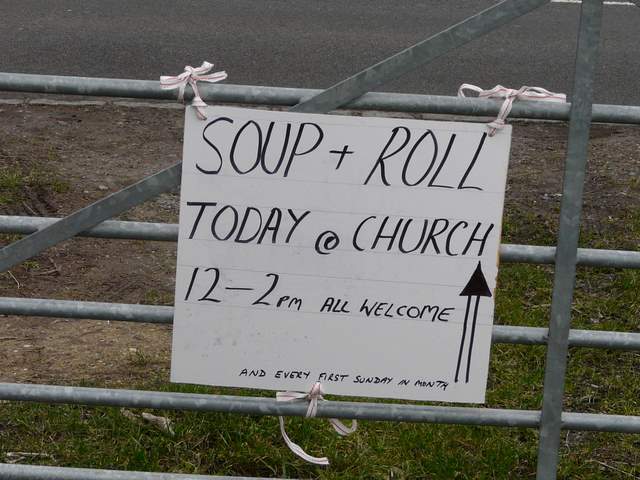 SOUP + ROLL
TODAY @ CHURCH
12-2PM ALL WELCOME
AND EVERY FIRST SUNDAY IN MONTH